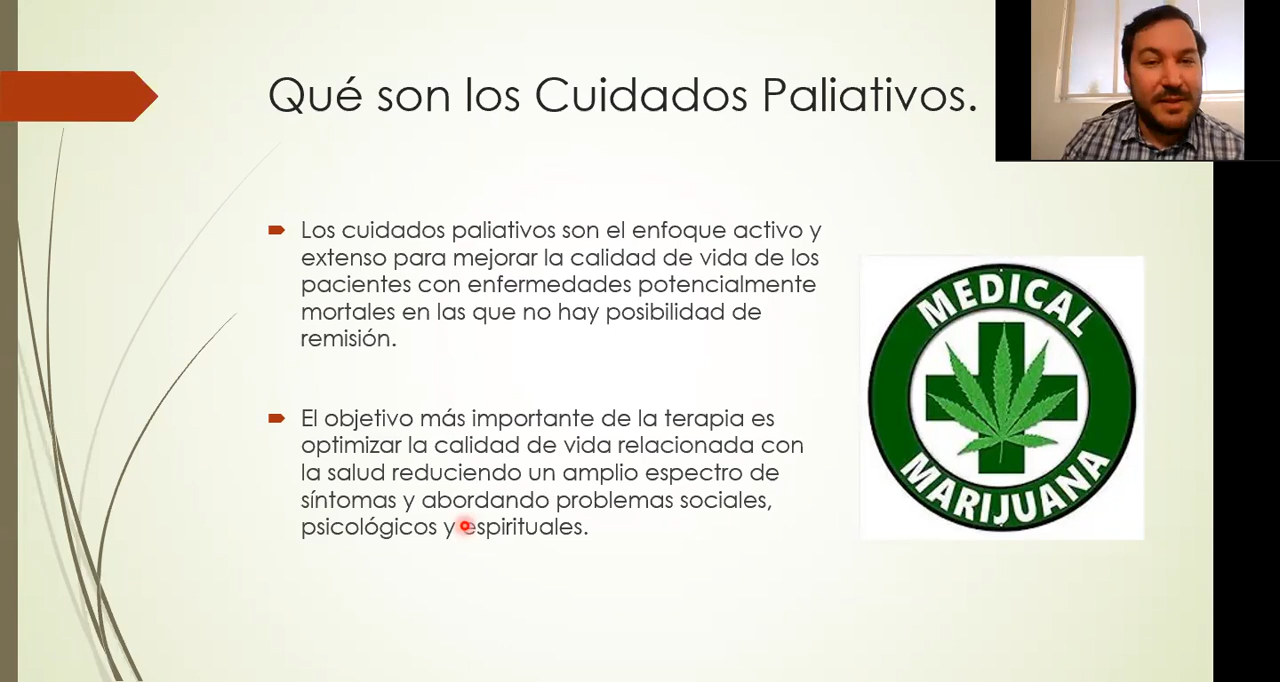 Qué son los Cuidados Paliativos.
Los cuidados paliativos son el enfoque activo y
extenso para mejorar la calidad de vida de los
pacientes con enfermedades potencialmente
mortales en las que no hay posibilidad de
remisión.
El objetivo más importante de la terapia es
optimizar la calidad de vida relacionada con
la salud reduciendo un amplio espectro de
síntomas y abordando problemas sociales,
psicológicos y espirituales.
MEDICAL
MARIJUANA